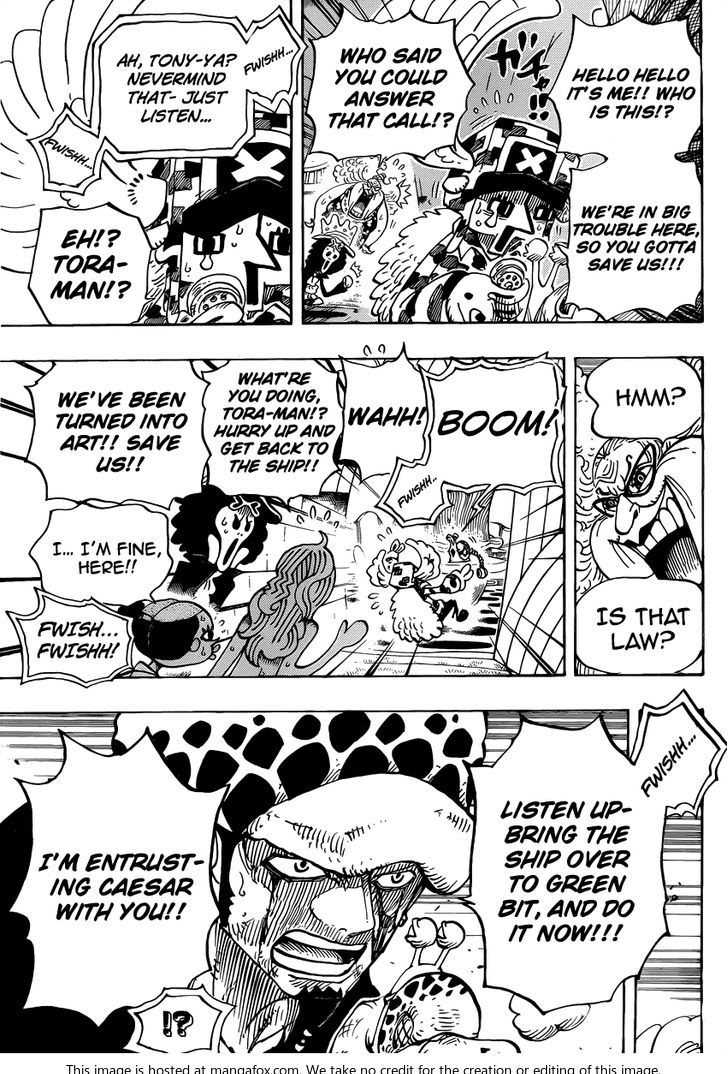 HELLO HELLO
IT'S ME!! WHO
IS THIS!?
WE'RE IN BIG
TROUBLE HERE,
SO YOU GOTTA
SAVE US!!!
ガチャ!!
WHO SAID
YOU COULD
ANSWER
THAT CALL!?
FWISHH...
AH, TONY-YA?
NEVERMIND
THAT- JUST
LISTEN...
FWISHH..
EH!?
TORA-
MAN!?
HMM?
IS THAT
LAW?
BOOM!
FWISHH..
WAHH!
WHAT'RE
YOU DOING,
TORA-MAN!?
HURRY UP AND
GET BACK TO
THE SHIP!!
WE'VE BEEN
TURNED INTO
ART!! SAVE
US!!
I... I'M FINE,
HERE!!
FWISH...
FWISHH!
FWISHH...
LISTEN UP-
BRING THE
SHIP OVER
TO GREEN
BIT, AND DO
IT NOW!!!
I'M ENTRUST-
ING CAESAR
WITH YOU!!
!?
This image is hosted at mangafox.com. We take no credit for the creation or editing of this image.